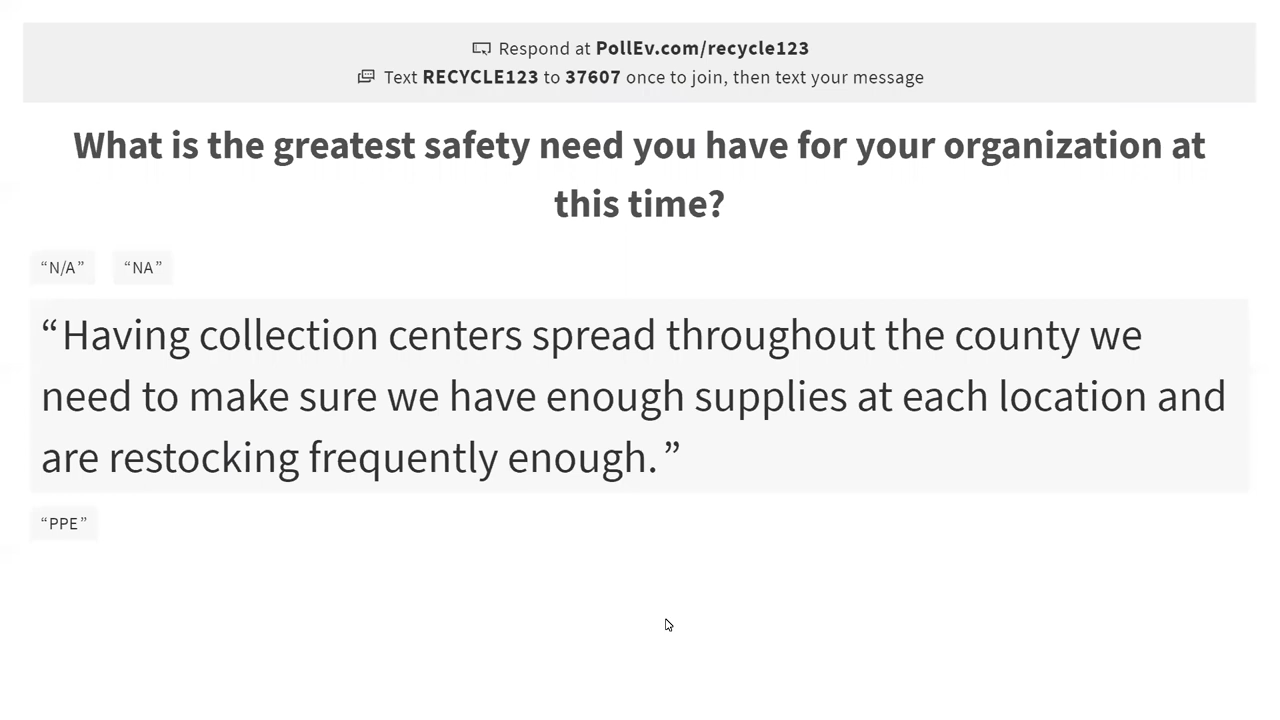 Respond at PollEv.com/recycle123
Text RECYCLE123 to 37607 once to join, then text your message
What is the greatest safety need you have for your organization at
this time?
“N/A” “NA”
“Having collection centers spread throughout the county we
need to make sure we have enough supplies at each location and
are restocking frequently enough. ”
“PPE”